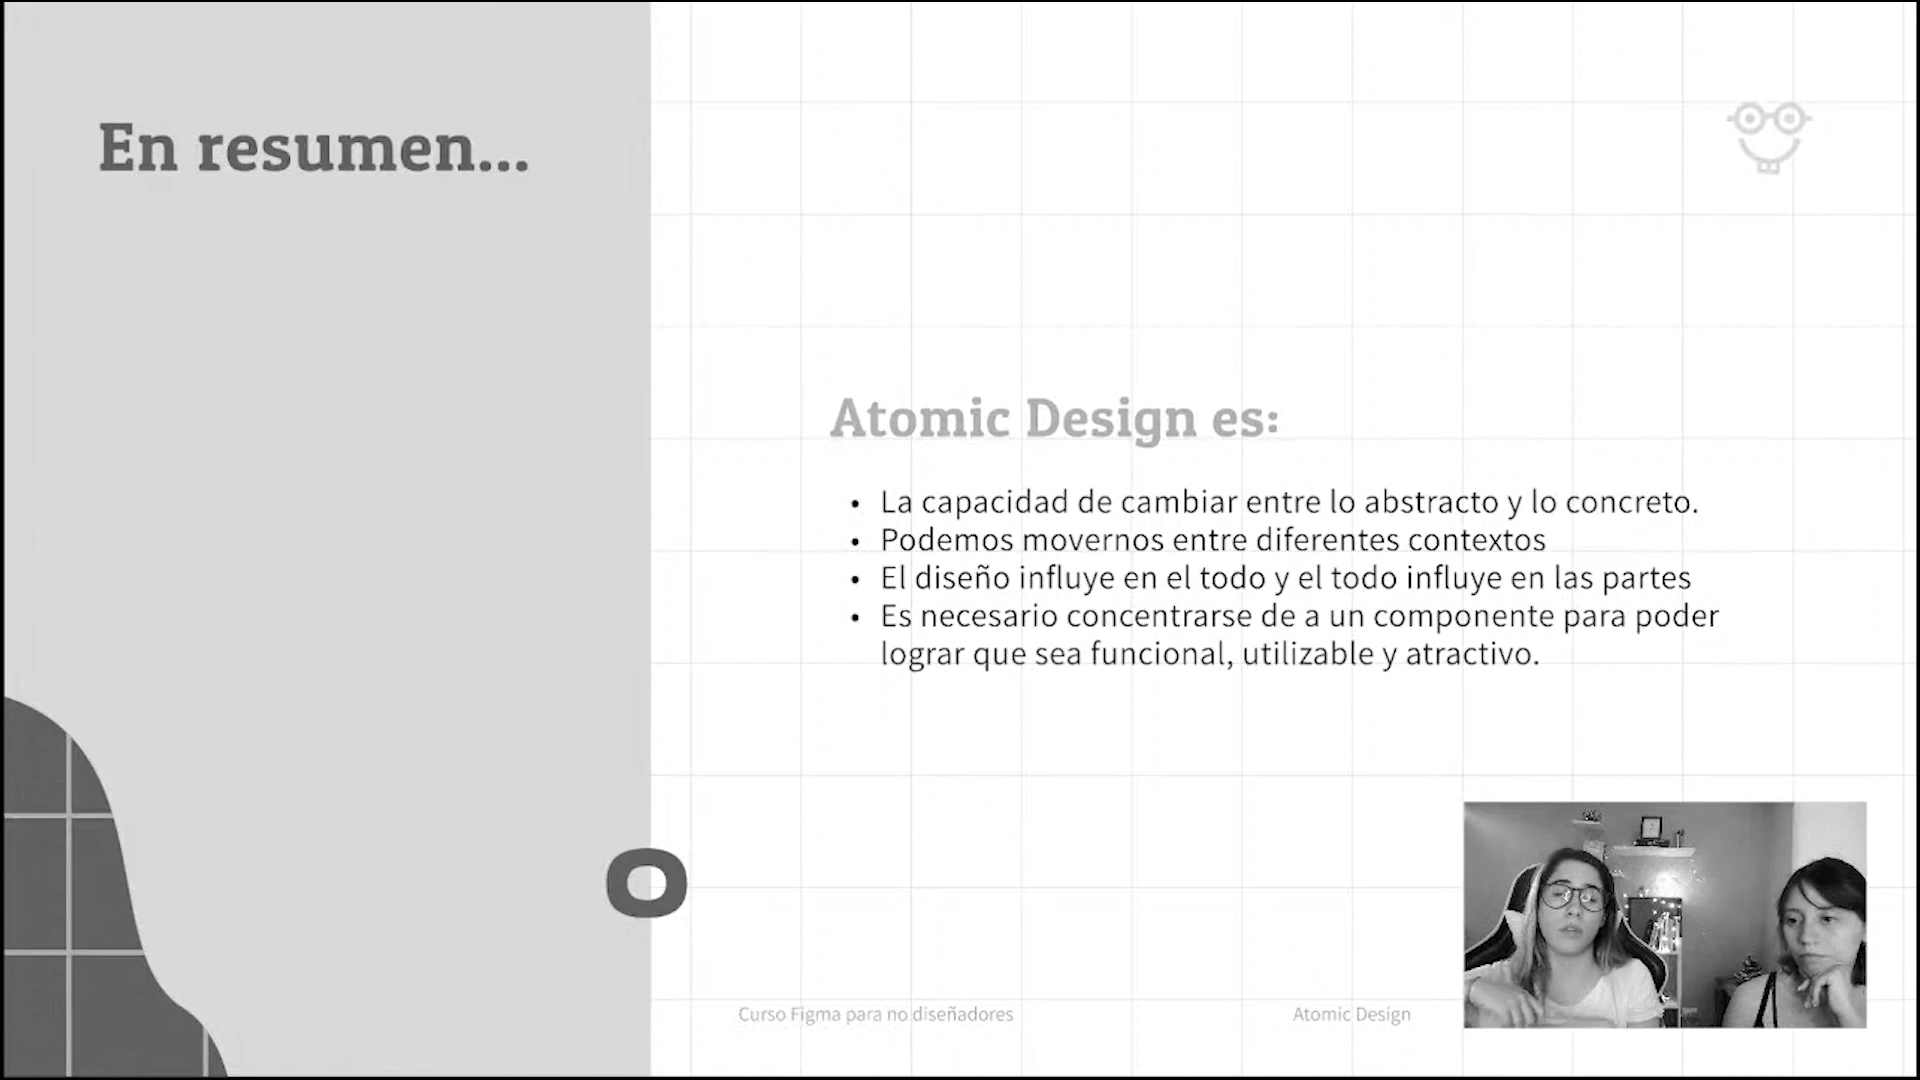 En resumen...
Atomic Design es:
• La capacidad de cambiar entre lo abstracto y lo concreto.
• Podemos movernos entre diferentes contextos
• El diseño influye en el todo y el todo influye en las partes
• Es necesario concentrarse de a un componente para poder
lograr que sea funcional, utilizable y atractivo.
Curso Figma para no diseñadores
Atomic Design